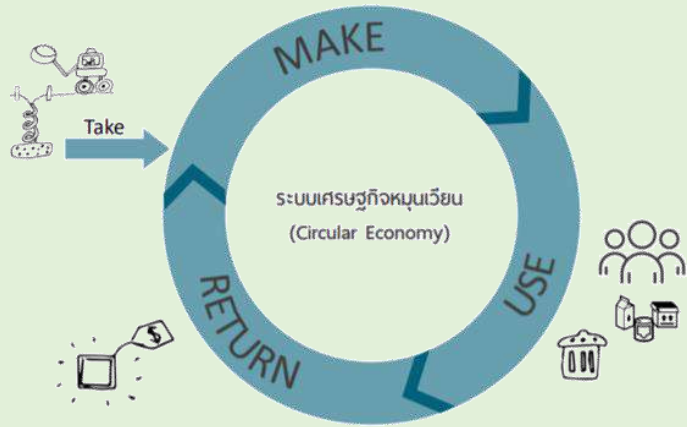 MAKE
Take
ระบบเศรษฐกิจหมุนเวียน
(Circular Economy)
USE
RETURN
$